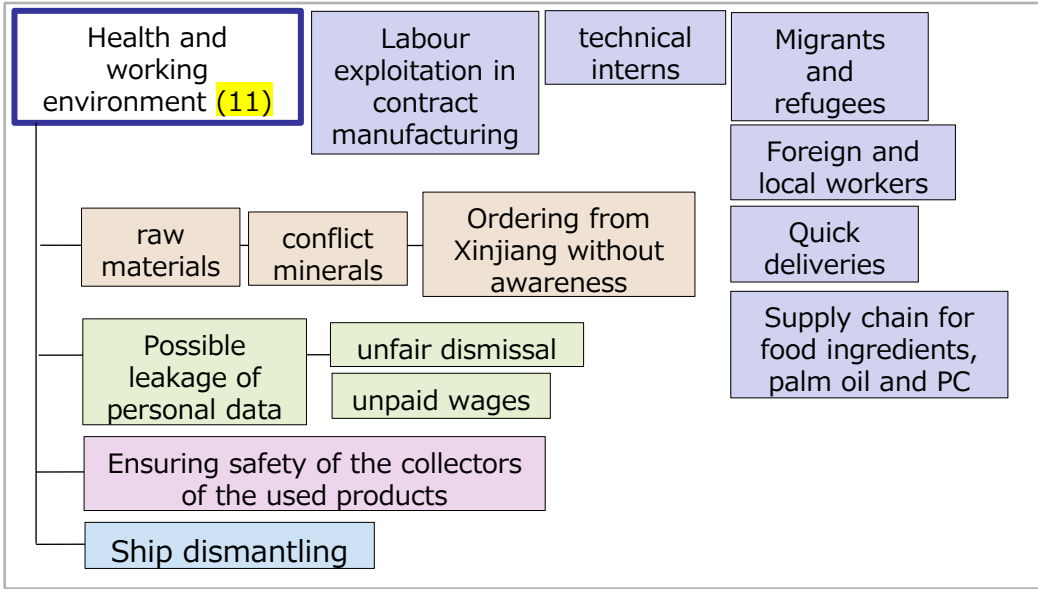 Health and
working
environment (11)
Labour
exploitation in
contract
manufacturing
technical
interns
Migrants
and
refugees
Foreign and
local workers
Quick
deliveries
Supply chain for
food ingredients,
palm oil and PC
raw
materials
conflict
minerals
Ordering from
Xinjiang without
awareness
Possible
leakage of
personal data
unfair dismissal
unpaid wages
Ensuring safety of the collectors
of the used products
Ship dismantling